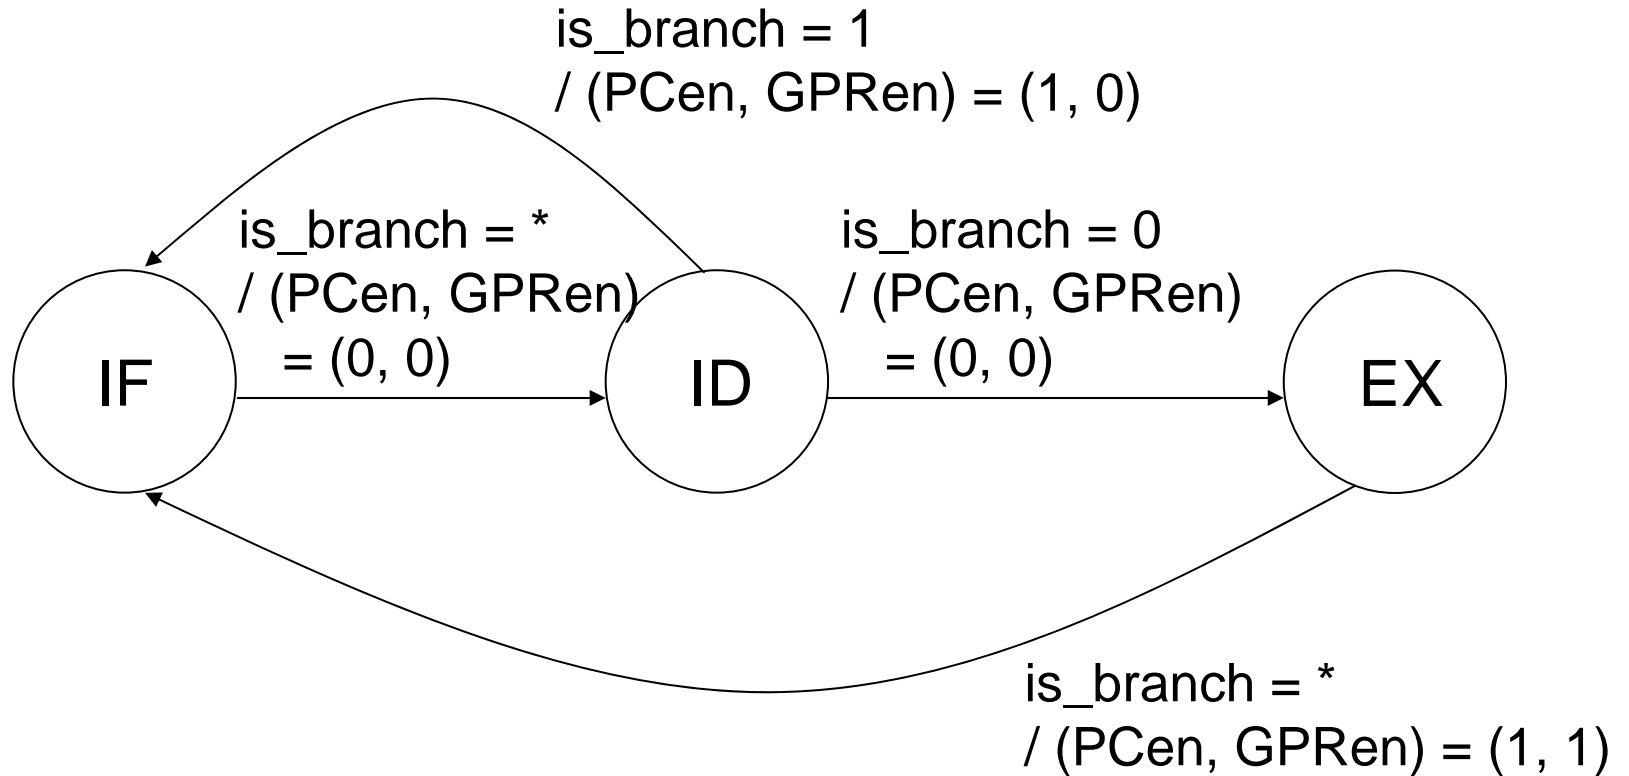 is_branch = 1
/ (PCen, GPRen) = (1, 0)
is_branch = *
/ (PCen, GPRen)
= (0, 0)
is_branch = 0
/ (PCen, GPRen)
= (0, 0)
IF
ID
EX
is_branch = *
/ (PCen, GPRen) = (1, 1)